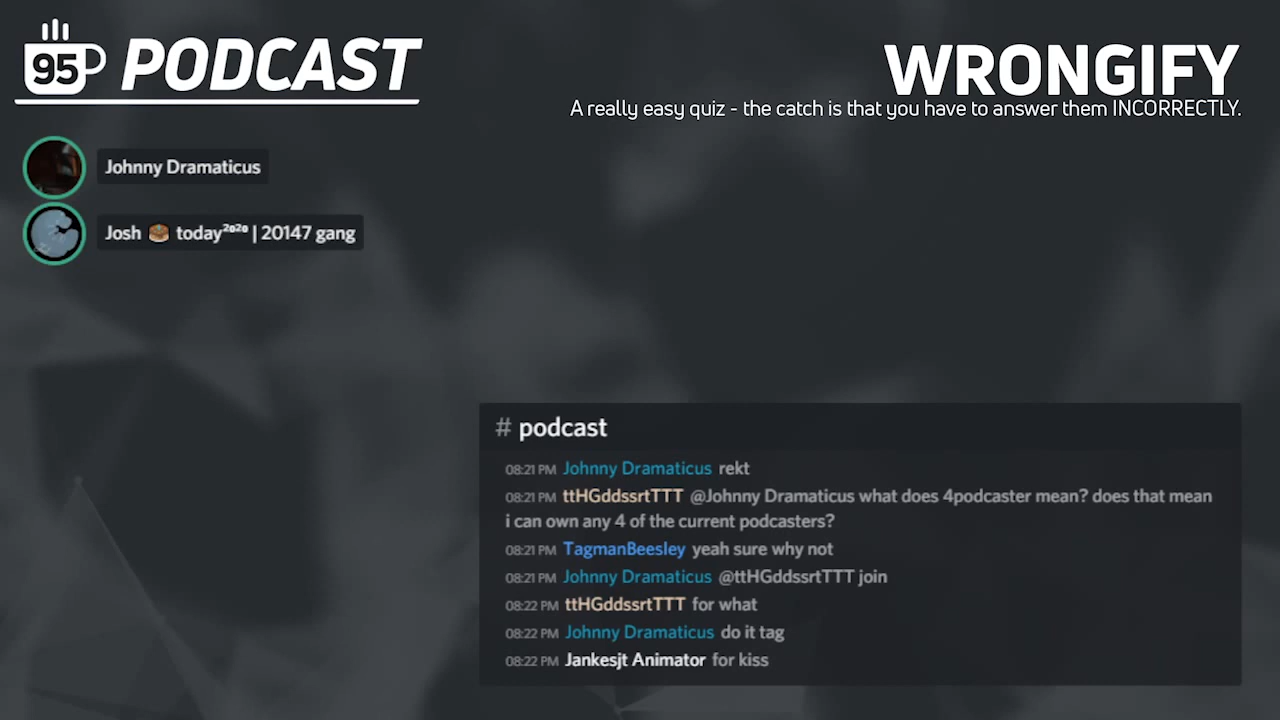 95 PODCAST
WRONGIFY
A really easy quiz - the catch is that you have to answer them INCORRECTLY.
Johnny Dramaticus
Josh 🥞 today²⁰²⁰ | 20147 gang
# podcast
08:21 PM Johnny Dramaticus rekt
08:21 PM ttHGddssrtTTT @Johnny Dramaticus what does 4podcaster mean? does that mean
i can own any 4 of the current podcasters?
08:21 PM TagmanBeesley yeah sure why not
08:21 PM Johnny Dramaticus @ttHGddssrtTTT join
08:22 PM ttHGddssrtTTT for what
08:22 PM Johnny Dramaticus do it tag
08:22 PM Jankesjt Animator for kiss